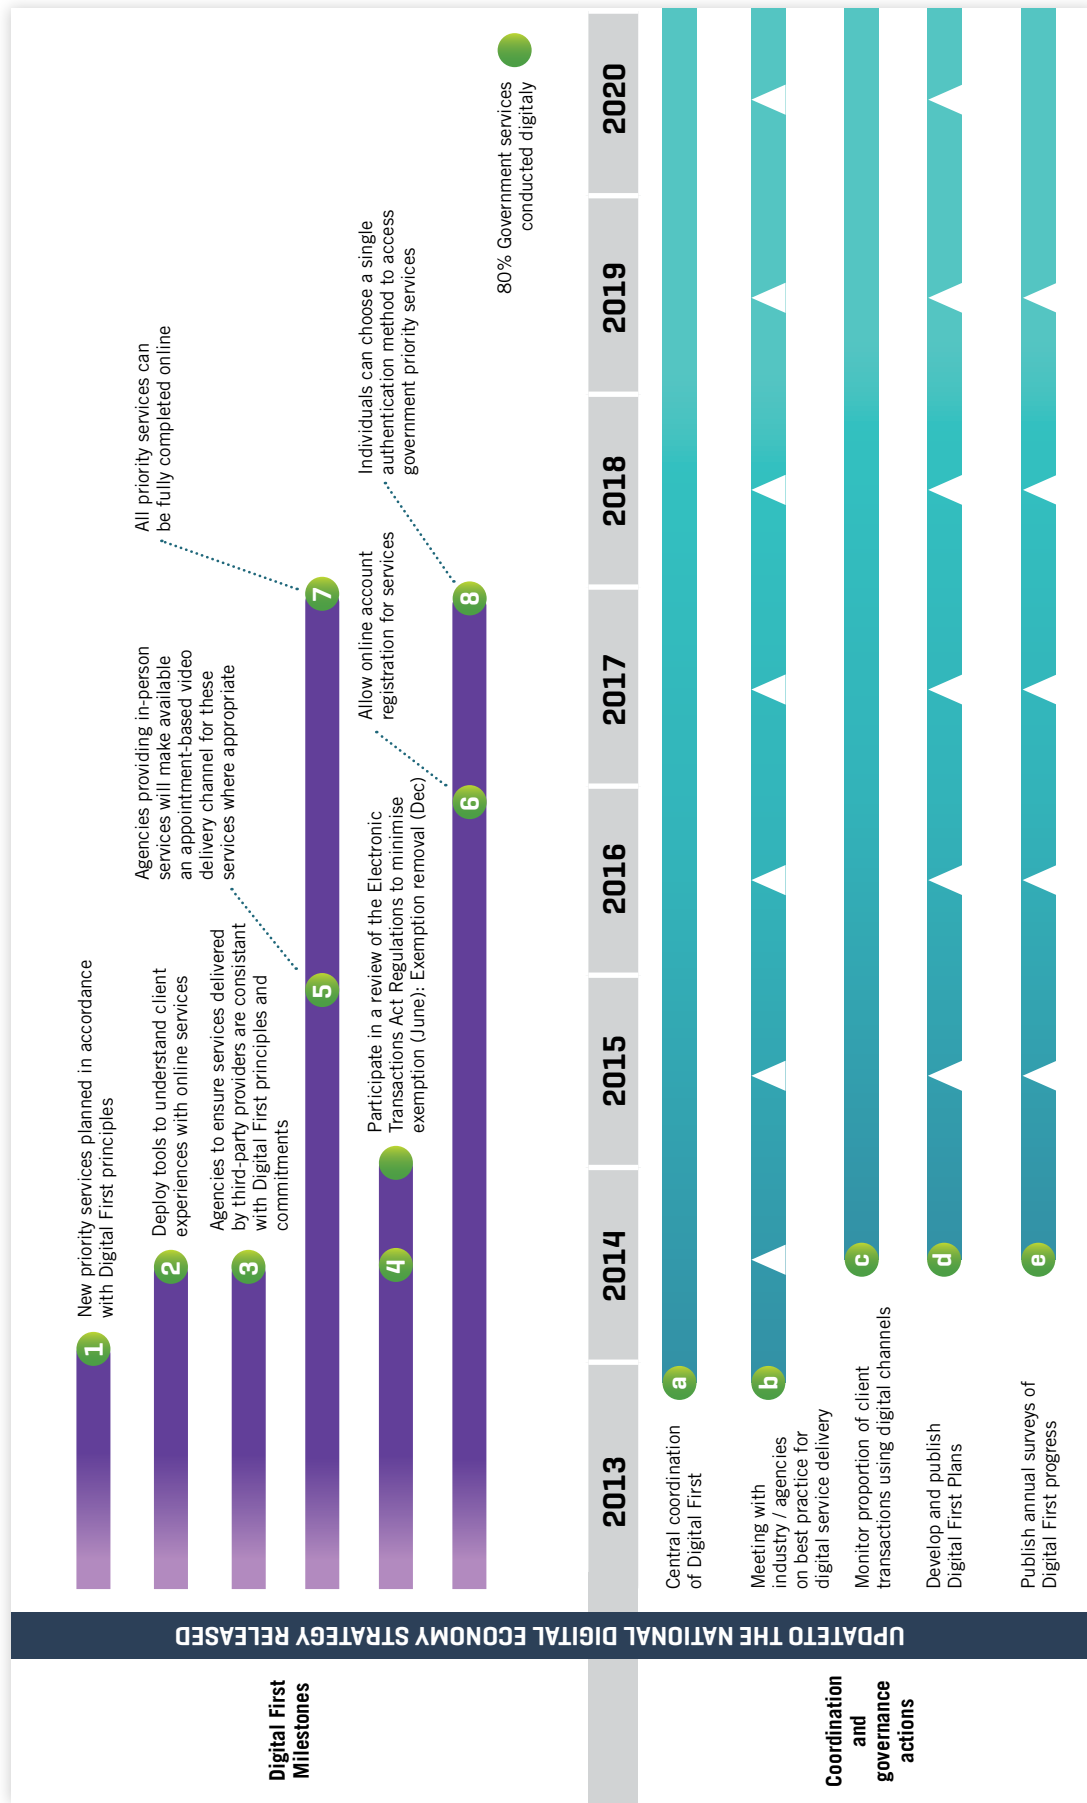 Digital First
Milestones
UPDATETO THE NATIONAL DIGITAL ECONOMY STRATEGY RELEASED
1
New priority services planned in accordance
with Digital First principles
2
Deploy tools to understand client
experiences with online services
3
Agencies to ensure services delivered
by third-party providers are consistant
with Digital First principles and
commitments
5
Agencies providing in-person
services will make available
an appointment-based video
delivery channel for these
services where appropriate
7
All priority services can
be fully completed online
4
Participate in a review of the Electronic
Transactions Act Regulations to minimise
exemption (June): Exemption removal (Dec)
6
Allow online account
registration for services
8
Individuals can choose a single
authentication method to access
government priority services
80% Government services
conducted digitaly
2013
2014
2015
2016
2017
2018
2019
2020
Coordination
and
governance
actions
Central coordination
of Digital First
a
Meeting with
industry / agencies
on best practice for
digital service delivery
b
Monitor proportion of client
transactions using digital channels
c
Develop and publish
Digital First Plans
d
Publish annual surveys of
Digital First progress
e